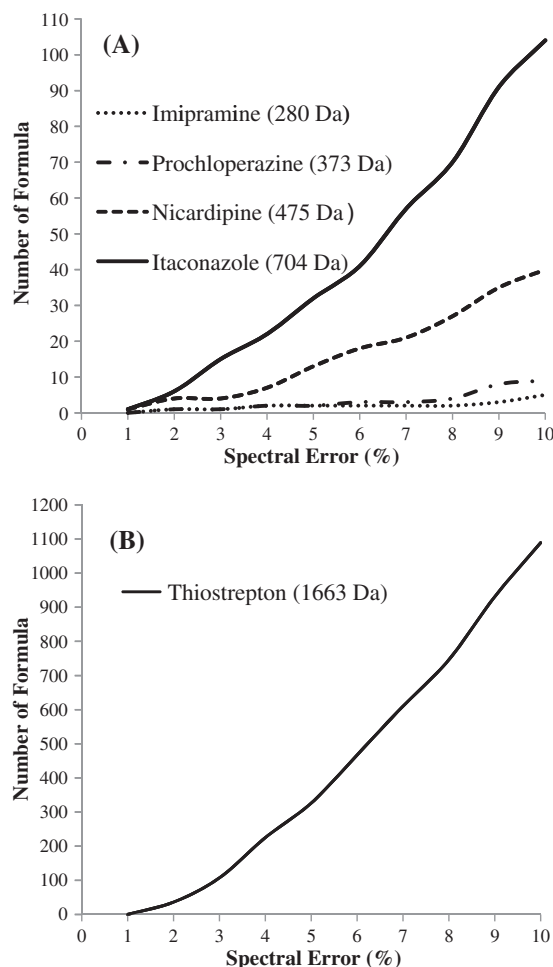 (A)
110
100
90
80
70
60
50
40
30
20
10
0
Number of Formula
Imipramine (280 Da)
Prochloperazine (373 Da)
Nicardipine (475 Da)
Itaconazole (704 Da)
0 1 2 3 4 5 6 7 8 9 10
Spectral Error (%)
(B)
1200
1100
1000
900
800
700
600
500
400
300
200
100
0
Number of Formula
Thiostrepton (1663 Da)
0 1 2 3 4 5 6 7 8 9 10
Spectral Error (%)